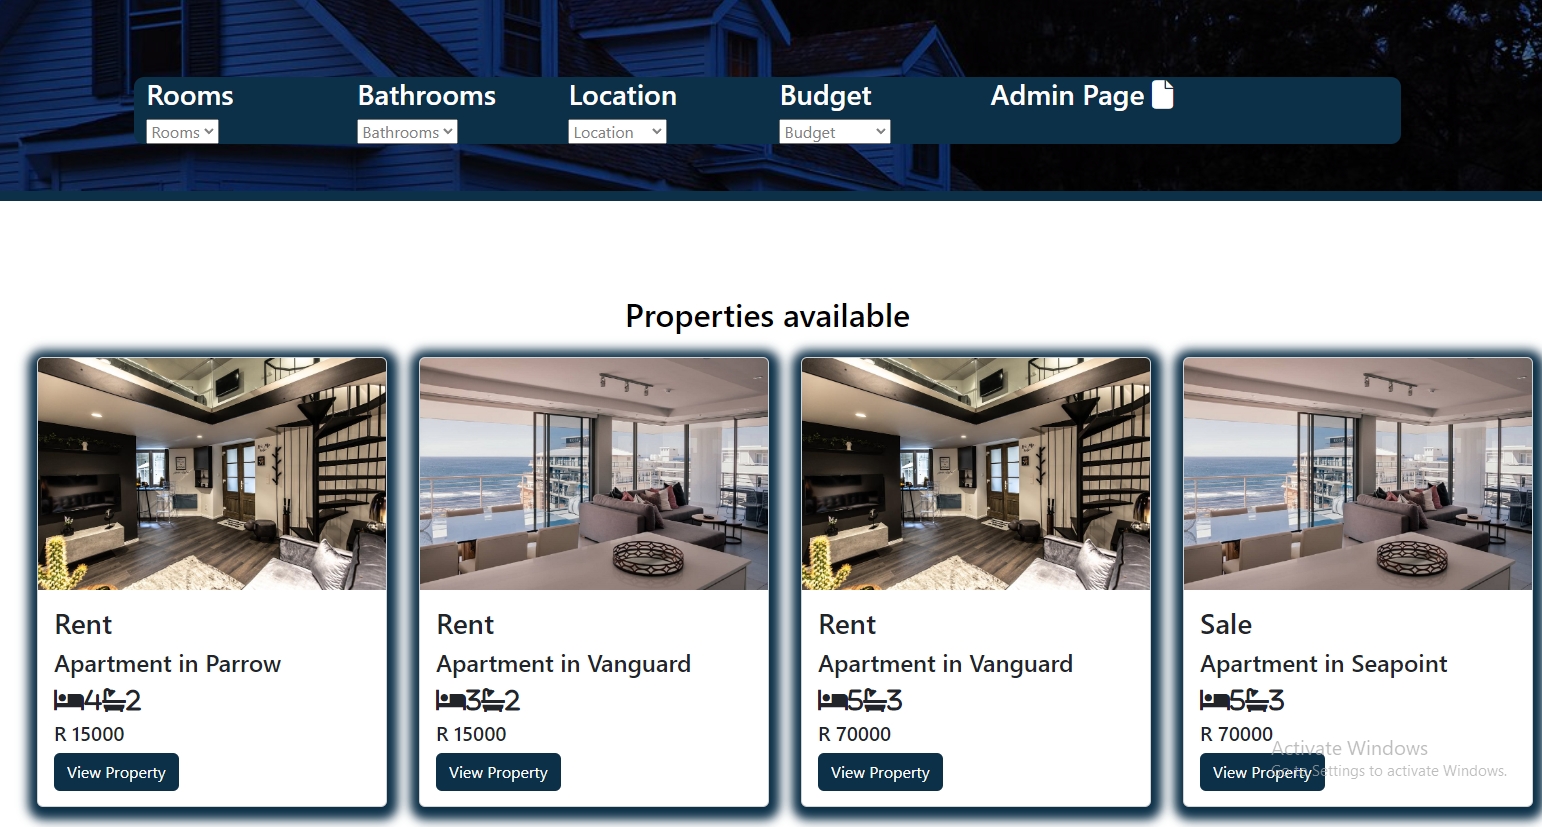 Rooms Bathrooms Location Budget Admin Page
Rooms Bathrooms Location Budget
Properties available
Rent
Apartment in Parrow
4 2
R 15000
View Property
Rent
Apartment in Vanguard
3 2
R 15000
View Property
Rent
Apartment in Vanguard
5 3
R 70000
View Property
Sale
Apartment in Seapoint
5 3
R 70000
View Property
Activate Windows
Go to Settings to activate Windows.